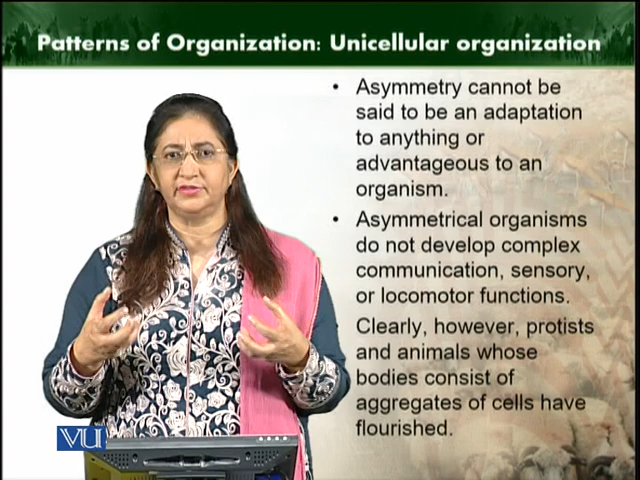 Patterns of Organization: Unicellular organization
• Asymmetry cannot be
said to be an adaptation
to anything or
advantageous to an
organism.
• Asymmetrical organisms
do not develop complex
communication, sensory,
or locomotor functions.
Clearly, however, protists
and animals whose
bodies consist of
aggregates of cells have
flourished.
VU